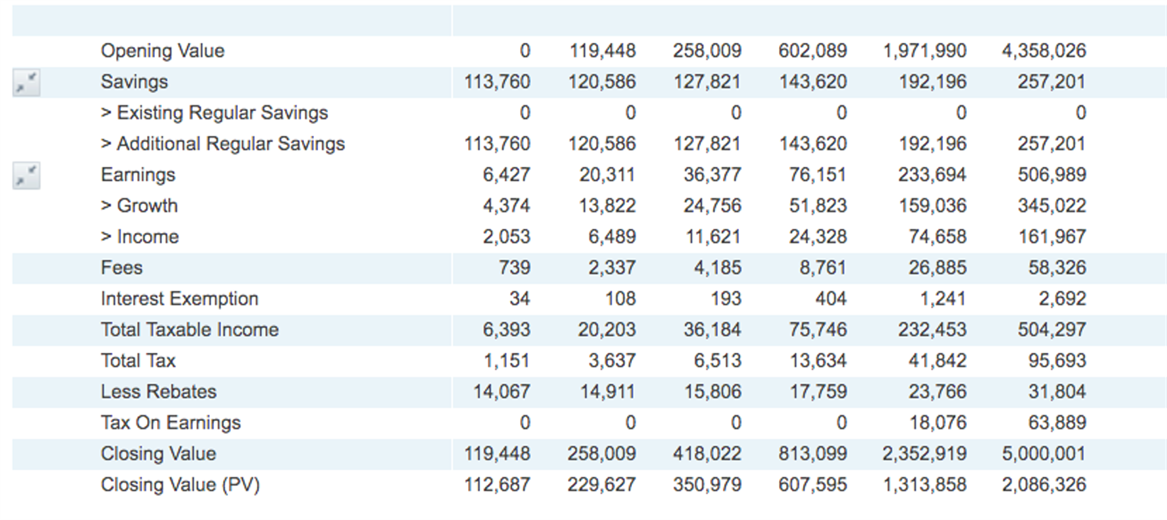 Opening Value 0 119,448 258,009 602,089 1,971,990 4,358,026
Savings 113,760 120,586 127,821 143,620 192,196 257,201
> Existing Regular Savings 0 0 0 0 0 0
> Additional Regular Savings 113,760 120,586 127,821 143,620 192,196 257,201
Earnings 6,427 20,311 36,377 76,151 233,694 506,989
> Growth 4,374 13,822 24,756 51,823 159,036 345,022
> Income 2,053 6,489 11,621 24,328 74,658 161,967
Fees 739 2,337 4,185 8,761 26,885 58,326
Interest Exemption 34 108 193 404 1,241 2,692
Total Taxable Income 6,393 20,203 36,184 75,746 232,453 504,297
Total Tax 1,151 3,637 6,513 13,634 41,842 95,693
Less Rebates 14,067 14,911 15,806 17,759 23,766 31,804
Tax On Earnings 0 0 0 0 18,076 63,889
Closing Value 119,448 258,009 418,022 813,099 2,352,919 5,000,001
Closing Value (PV) 112,687 229,627 350,979 607,595 1,313,858 2,086,326